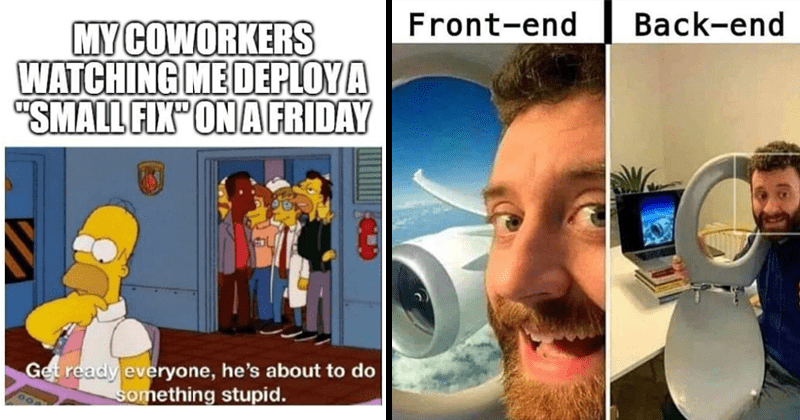 MY COWORKERS
WATCHING ME DEPLOY A
"SMALL FIX" ON A FRIDAY
Get ready everyone, he's about to do
something stupid.
Front-end
Back-end